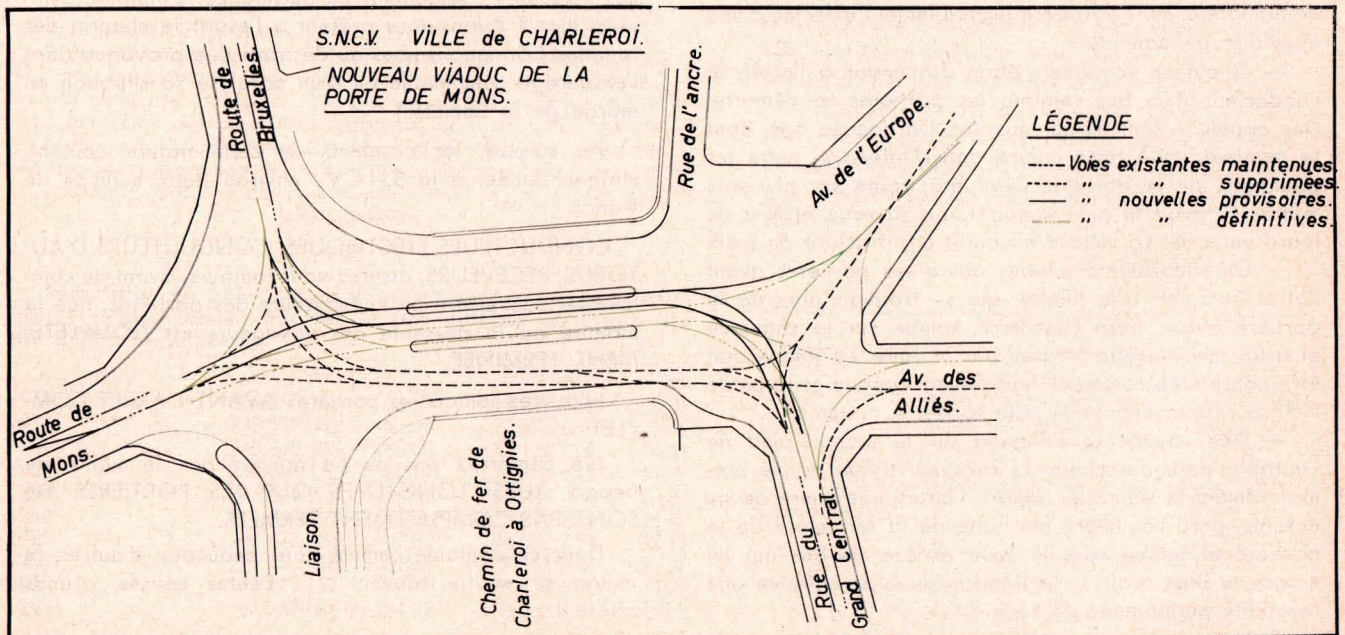 S.N.C.V. VILLE de CHARLEROI.
NOUVEAU VIADUC DE LA
PORTE DE MONS.
Route de
Bruxelles.
Rue de l'ancre.
Av. de l'Europe.
LÉGENDE
Voies existantes maintenues.
" " supprimées.
" nouvelles provisoires.
définitives.
Route de
Mons.
Liaison
Chemin de fer de
Charleroi à Ottignies.
Av. des
Alliés.
Rue du
Grand Central.